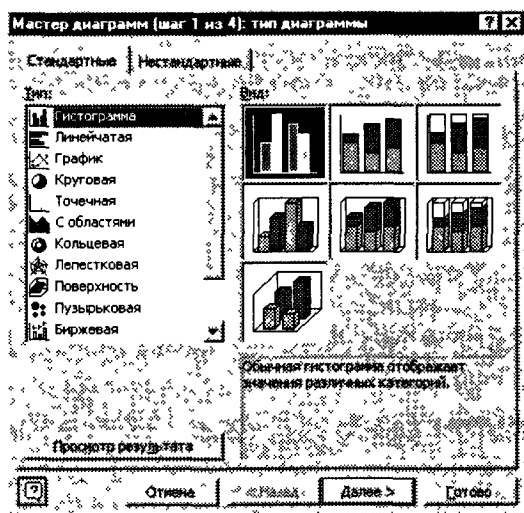 Мастер диаграмм (шаг 1 из 4): тип диаграммы
Стандартные Нестандартные
Тип: Вид:
Гистограмма
Линейчатая
График
Круговая
Точечная
С областями
Кольцевая
Лепестковая
Поверхность
Пузырьковая
Биржевая
Обычная гистограмма отображает
значения различных категорий.
Просмотр результата
Отмена < Назад Далее > Готово